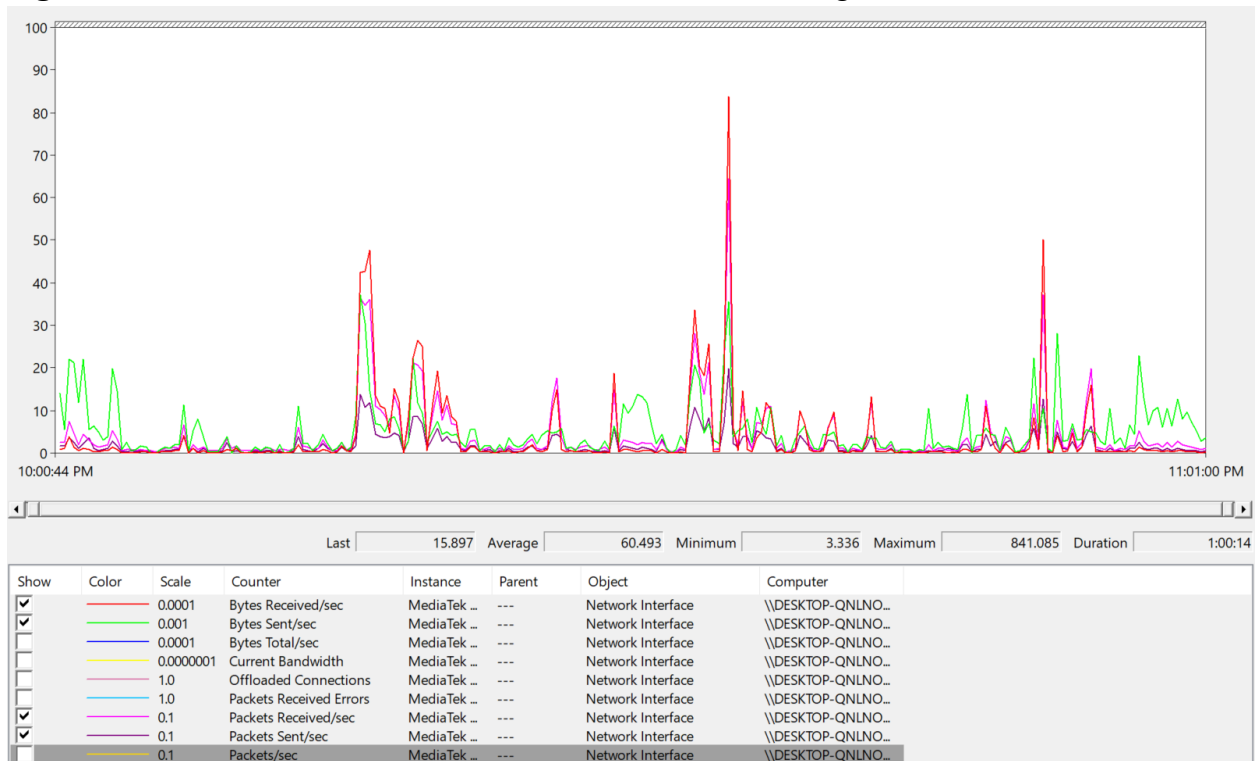 100
90
80
70
60
50
40
30
20
10
0
10:00:44 PM 11:01:00 PM
Last 15.897 Average 60.493 Minimum 3.336 Maximum 841.085 Duration 1:00:14
Show Color Scale Counter Instance Parent Object Computer
0.0001 Bytes Received/sec MediaTek ... --- Network Interface \\DESKTOP-QNLNO...
0.001 Bytes Sent/sec MediaTek ... --- Network Interface \\DESKTOP-QNLNO...
0.0001 Bytes Total/sec MediaTek ... --- Network Interface \\DESKTOP-QNLNO...
0.0000001 Current Bandwidth MediaTek ... --- Network Interface \\DESKTOP-QNLNO...
1.0 Offloaded Connections MediaTek ... --- Network Interface \\DESKTOP-QNLNO...
1.0 Packets Received Errors MediaTek ... --- Network Interface \\DESKTOP-QNLNO...
0.1 Packets Received/sec MediaTek ... --- Network Interface \\DESKTOP-QNLNO...
0.1 Packets Sent/sec MediaTek ... --- Network Interface \\DESKTOP-QNLNO...
0.1 Packets/sec MediaTek ... --- Network Interface \\DESKTOP-QNLNO...